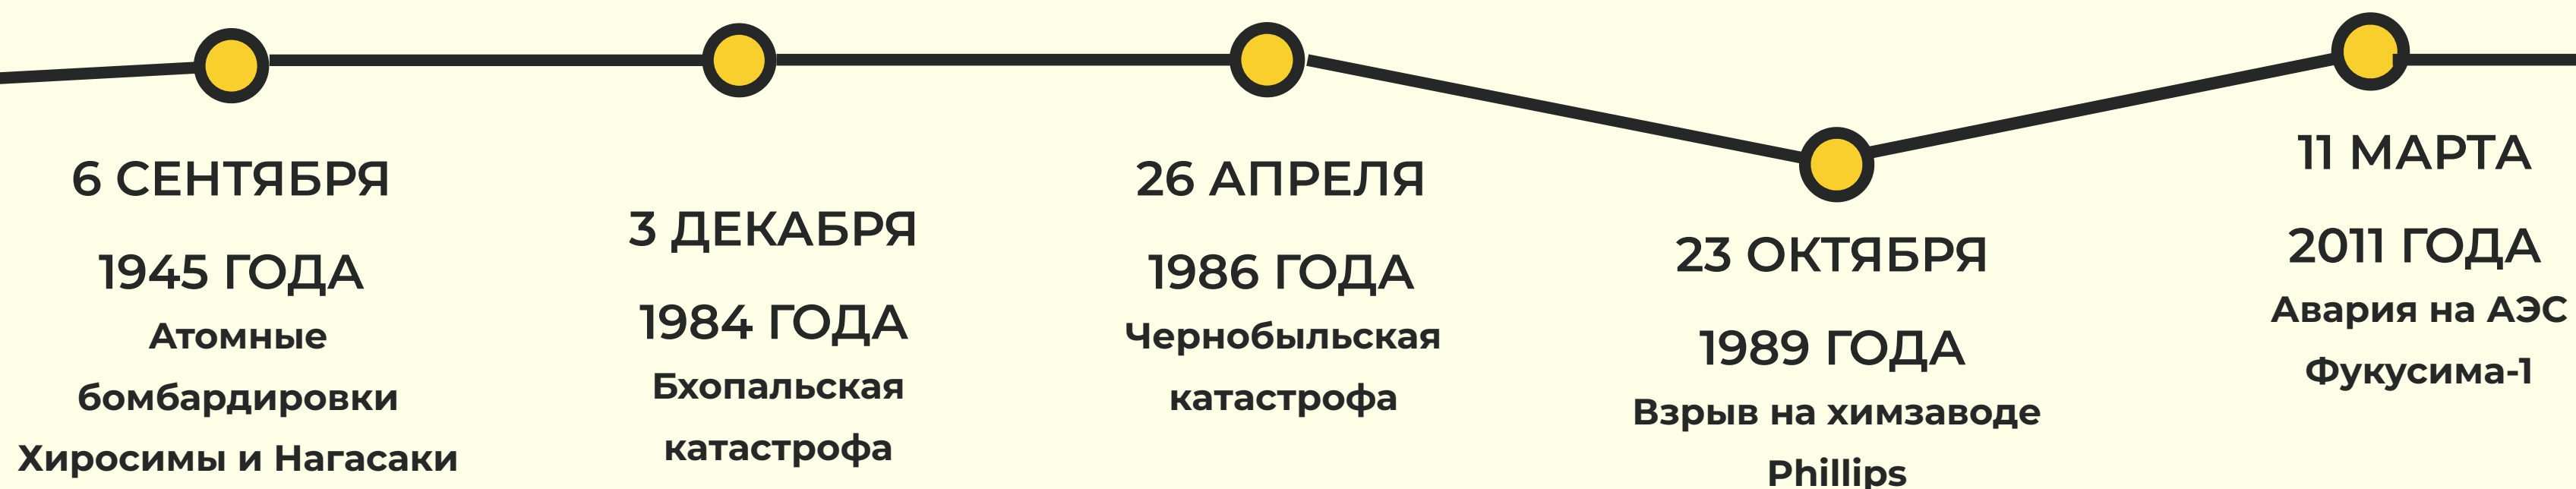 6 СЕНТЯБРЯ
1945 ГОДА
Атомные
бомбардировки
Хиросимы и Нагасаки
3 ДЕКАБРЯ
1984 ГОДА
Бхопальская
катастрофа
26 АПРЕЛЯ
1986 ГОДА
Чернобыльская
катастрофа
23 ОКТЯБРЯ
1989 ГОДА
Взрыв на химзаводе
Phillips
11 МАРТА
2011 ГОДА
Авария на АЭС
Фукусима-1